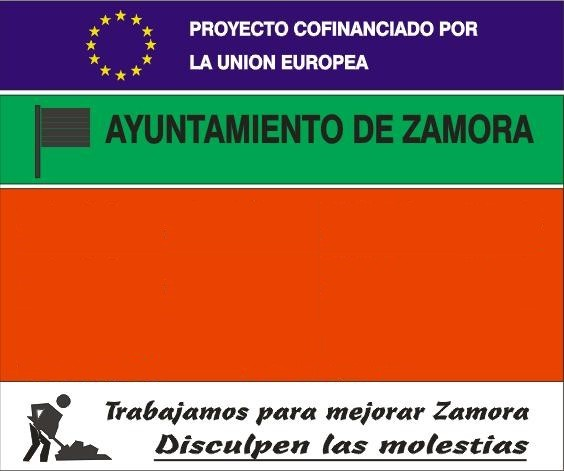 PROYECTO COFINANCIADO POR
LA UNION EUROPEA
AYUNTAMIENTO DE ZAMORA
Trabajamos para mejorar Zamora
Disculpen las molestias